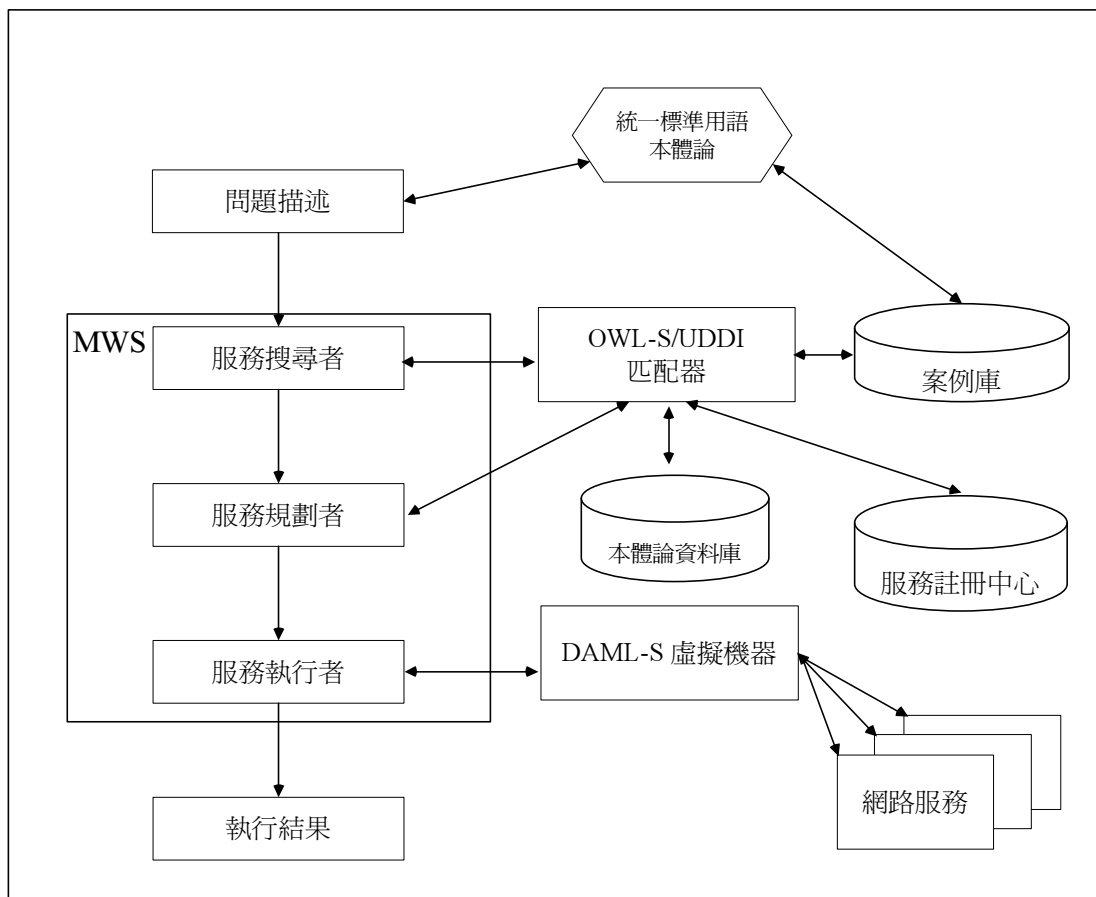 統一標準用語
本體論
問題描述
MWS
服務搜尋者
OWL-S/UDDI
匹配器
案例庫
服務規劃者
本體論資料庫
服務註冊中心
服務執行者
DAML-S 虛擬機器
網路服務
執行結果